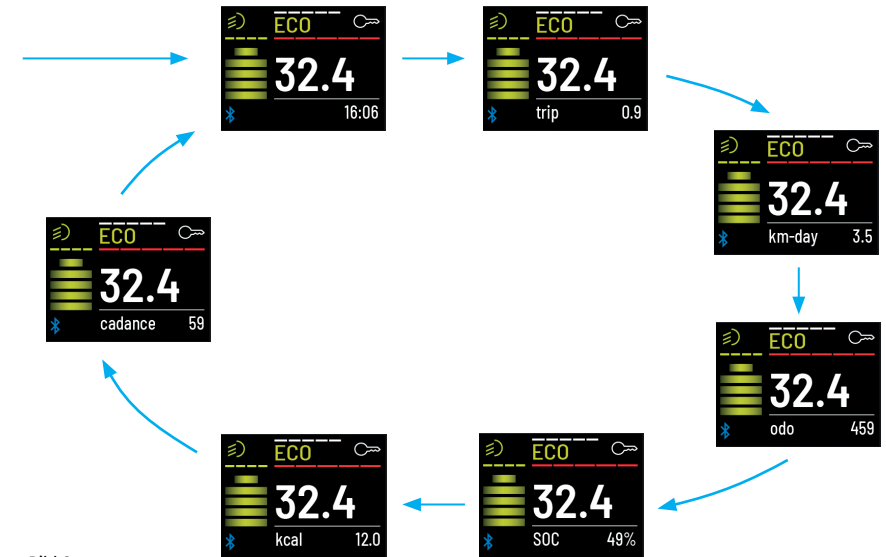 ECO
32.4
16:06
ECO
32.4
trip 0.9
ECO
32.4
km-day 3.5
ECO
32.4
odo 459
ECO
32.4
SOC 49%
ECO
32.4
kcal 12.0
ECO
32.4
cadance 59